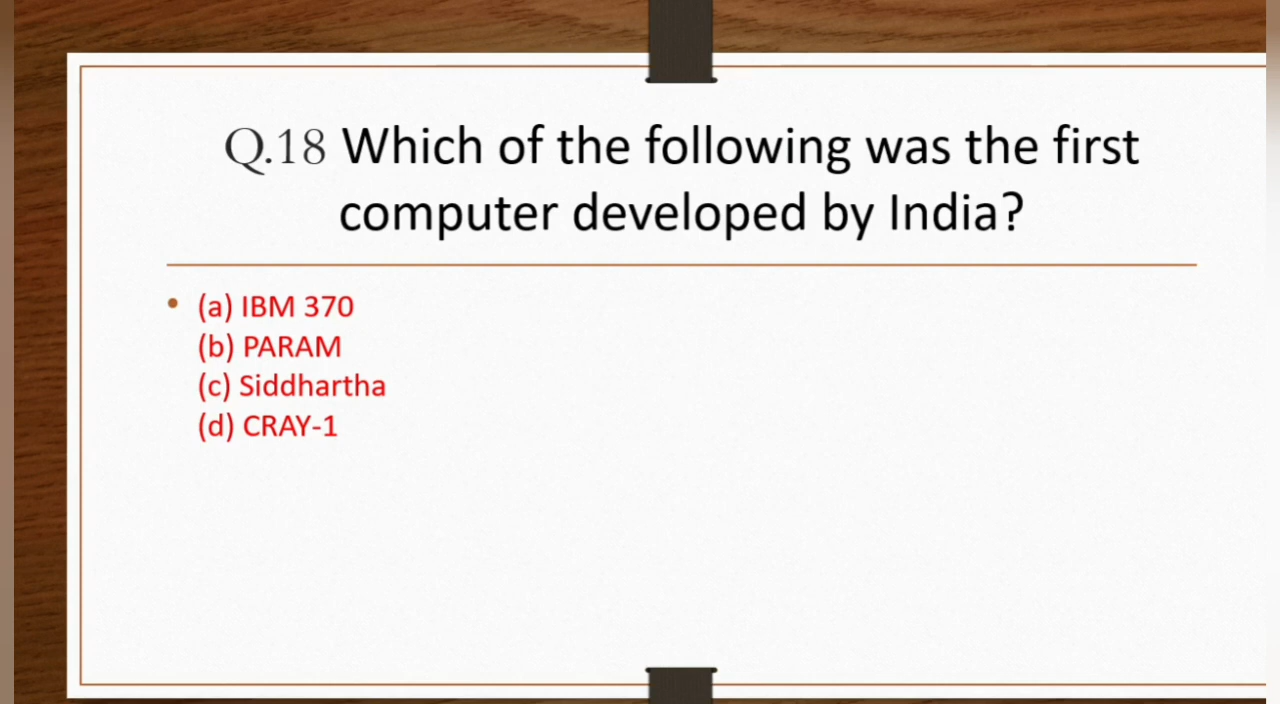 Q.18 Which of the following was the first
computer developed by India?
• (a) IBM 370
(b) PARAM
(c) Siddhartha
(d) CRAY-1